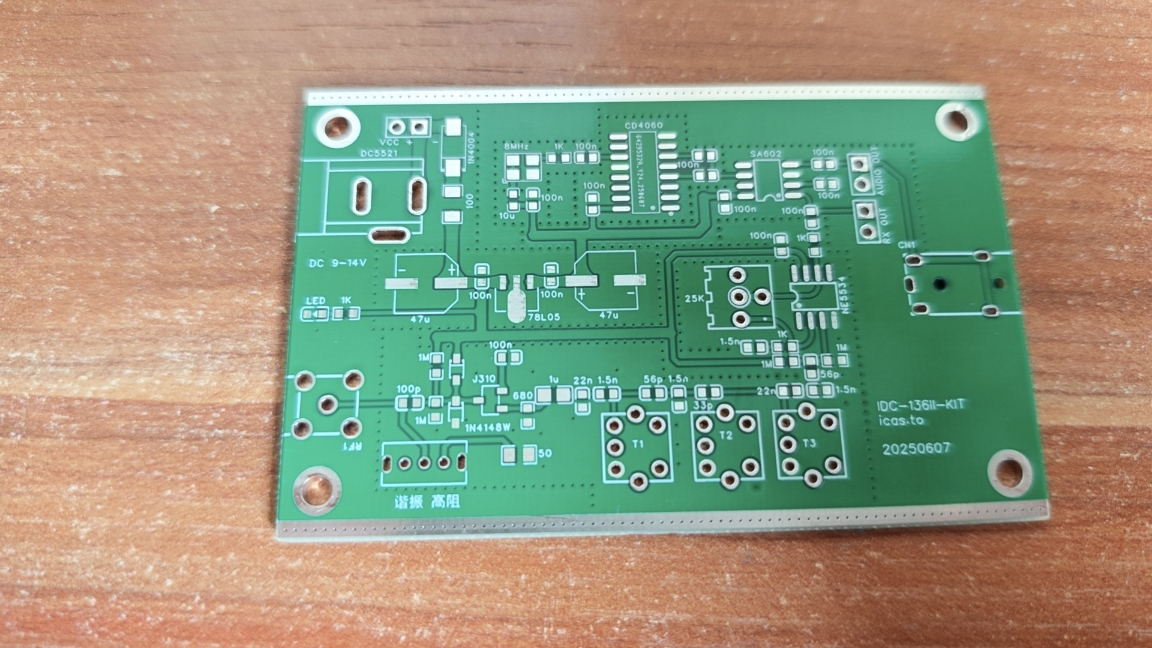 VCC + -
DC5521
1N4004
100
8MHz
1K
100n
CD4060
100n
SA602
100n
AUDIO OUT
100n
10u
100n
100n
100n
100n
RX OUT
100n
1K
CN1
DC 9-14V
- +
+ -
100n
100n
47u
78L05
47u
25K
NE5534
LED
1K
1.5n
1K
1M
1M
1M
100n
56p
J310
100p
680
1u
22n
1.5n
56p
1.5n
33p
22n
1.5n
1M
1N4148W
RF1
50
T1
T2
T3
IDC-136II-KIT
icas.to
20250607
谐振 高阻